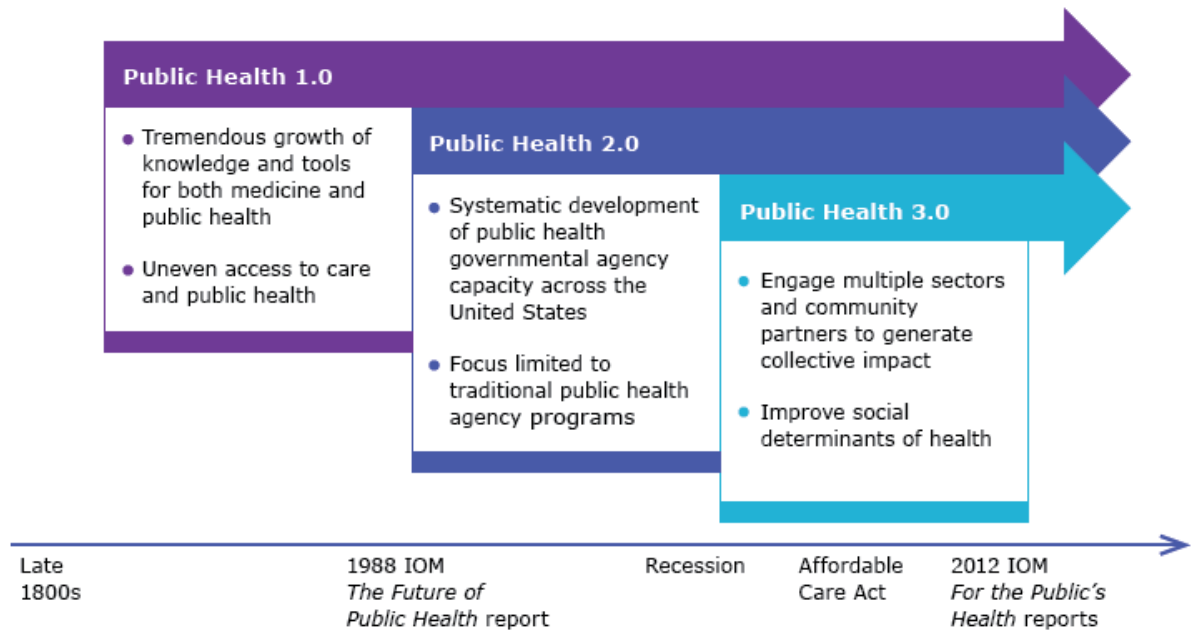 Public Health 1.0
• Tremendous growth of
knowledge and tools
for both medicine and
public health
• Uneven access to care
and public health
Public Health 2.0
• Systematic development
of public health
governmental agency
capacity across the
United States
• Focus limited to
traditional public health
agency programs
Public Health 3.0
• Engage multiple sectors
and community
partners to generate
collective impact
• Improve social
determinants of health
Late
1800s
1988 IOM
The Future of
Public Health report
Recession
Affordable
Care Act
2012 IOM
For the Public's
Health reports